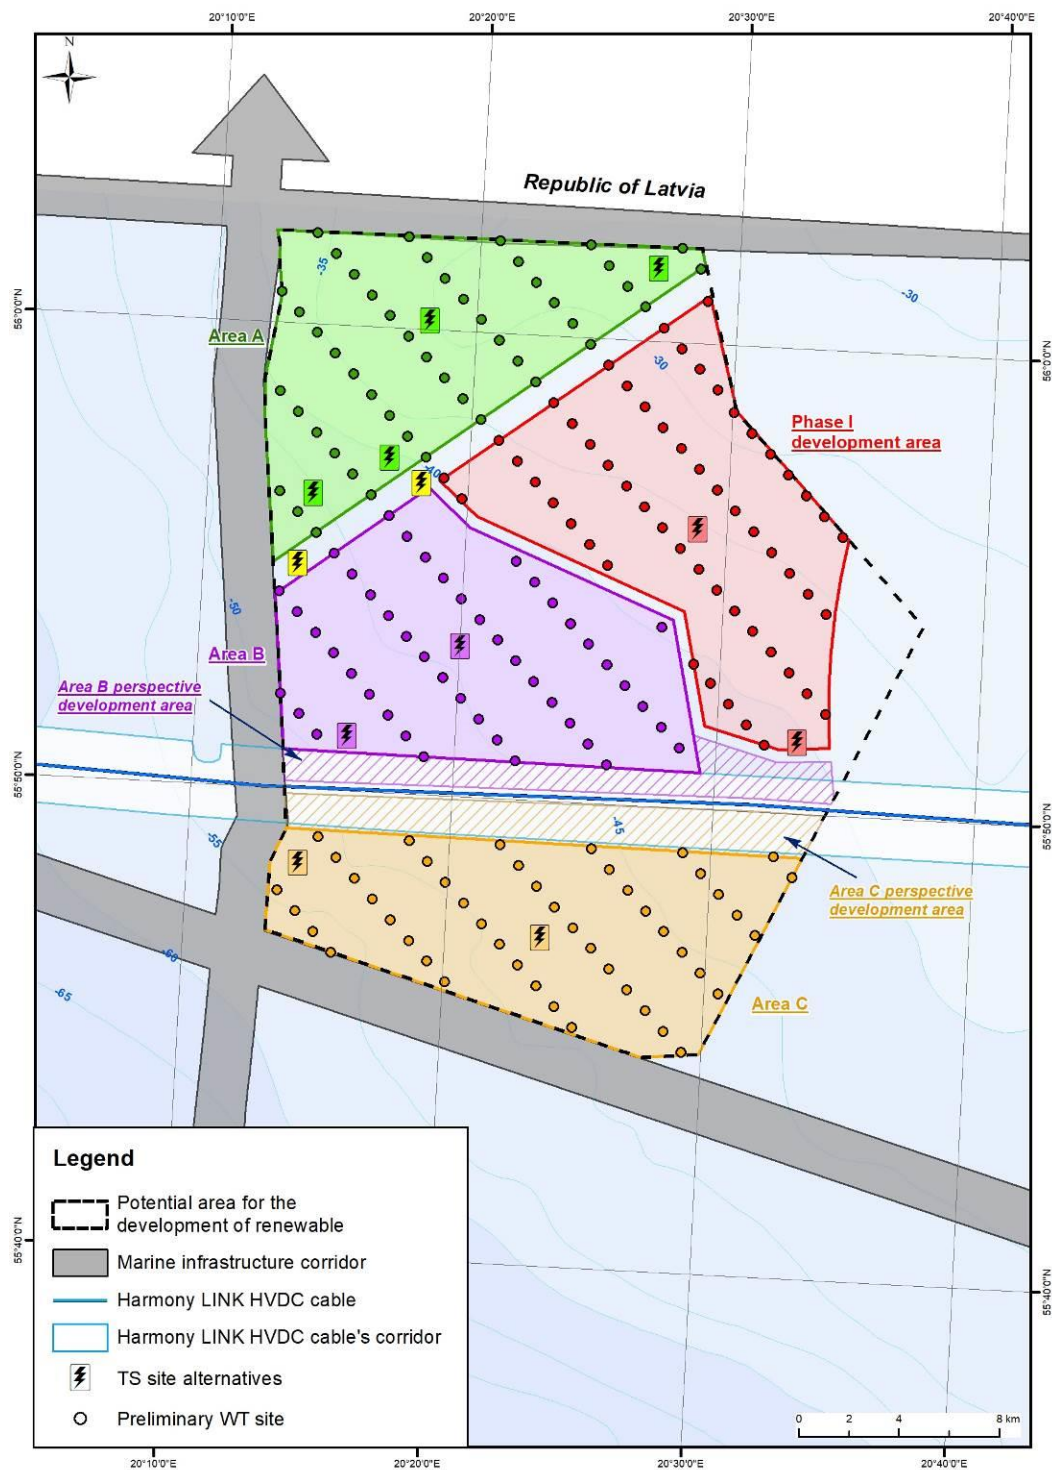 20°10'0"E
20°20'0"E
20°30'0"E
20°40'0"E
N
Republic of Latvia
-35
-30
56°0'0"N
Area A
-30
56°0'0"N
Phase I
development area
-40
-50
Area B
Area B perspective
development area
55°50'0"N
-45
55°50'0"N
-55
Area C perspective
development area
-60
-65
Area C
Legend
Potential area for the
development of renewable
Marine infrastructure corridor
Harmony LINK HVDC cable
Harmony LINK HVDC cable's corridor
TS site alternatives
Preliminary WT site
55°40'0"N
55°40'0"N
0 2 4 8 km
20°10'0"E
20°20'0"E
20°30'0"E
20°40'0"E